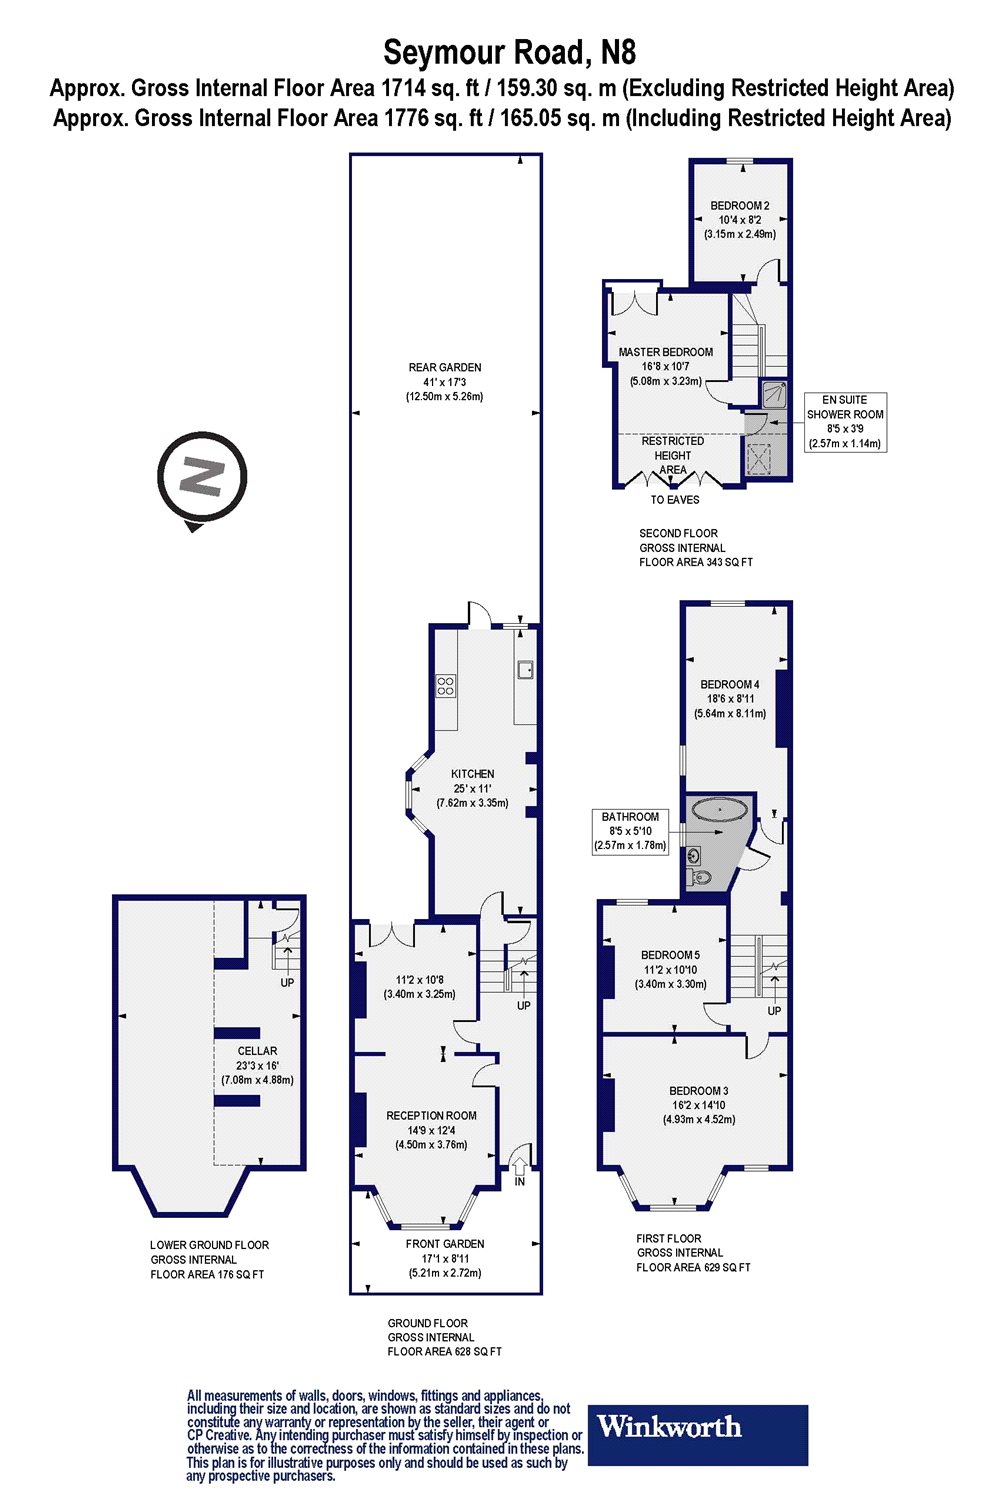 Seymour Road, N8
Approx. Gross Internal Floor Area 1714 sq. ft / 159.30 sq. m (Excluding Restricted Height Area)
Approx. Gross Internal Floor Area 1776 sq. ft / 165.05 sq. m (Including Restricted Height Area)
BEDROOM 2
10'4 x 8'2
(3.15m x 2.49m)
MASTER BEDROOM
16'8 x 10'7
(5.08m x 3.23m)
EN SUITE
SHOWER ROOM
8'5 x 3'9
(2.57m x 1.14m)
RESTRICTED
HEIGHT
AREA
TO EAVES
SECOND FLOOR
GROSS INTERNAL
FLOOR AREA 343 SQ FT
REAR GARDEN
41' x 17'3
(12.50m x 5.26m)
N
KITCHEN
25' x 11'
(7.62m x 3.35m)
BEDROOM 4
18'6 x 8'11
(5.64m x 8.11m)
BATHROOM
8'5 x 5'10
(2.57m x 1.78m)
BEDROOM 5
11'2 x 10'10
(3.40m x 3.30m)
UP
BEDROOM 3
16'2 x 14'10
(4.93m x 4.52m)
FIRST FLOOR
GROSS INTERNAL
FLOOR AREA 629 SQ FT
11'2 x 10'8
(3.40m x 3.25m)
UP
RECEPTION ROOM
14'9 x 12'4
(4.50m x 3.76m)
IN
FRONT GARDEN
17'1 x 8'11
(5.21m x 2.72m)
GROUND FLOOR
GROSS INTERNAL
FLOOR AREA 628 SQ FT
UP
CELLAR
23'3 x 16'
(7.08m x 4.88m)
LOWER GROUND FLOOR
GROSS INTERNAL
FLOOR AREA 176 SQ FT
All measurements of walls, doors, windows, fittings and appliances,
including their size and location, are shown as standard sizes and do not
constitute any warranty or representation by the seller, their agent or
CP Creative. Any intending purchaser must satisfy himself by inspection or
otherwise as to the correctness of the information contained in these plans.
This plan is for illustrative purposes only and should be used as such by
any prospective purchasers.
Winkworth